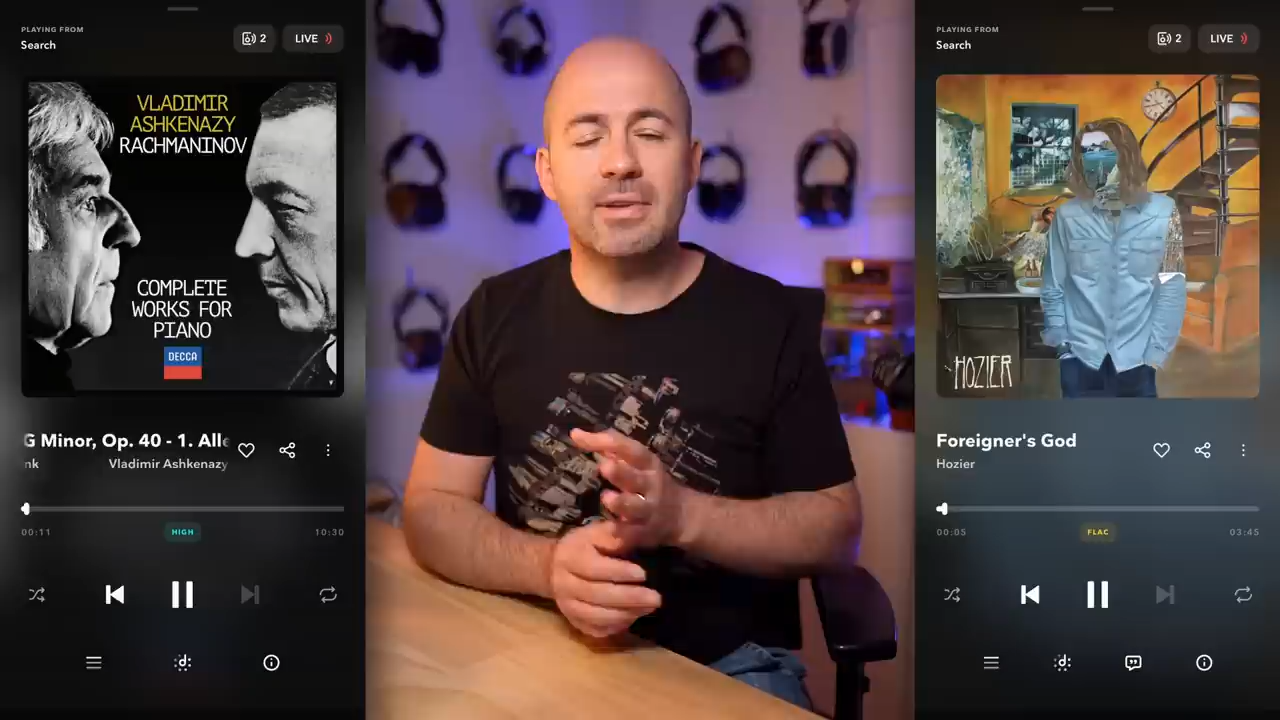 PLAYING FROM
Search
2
LIVE
VLADIMIR
ASHKENAZY
RACHMANINOV
COMPLETE
WORKS FOR
PIANO
DECCA
G Minor, Op. 40 - 1. Alle
nk Vladimir Ashkenazy
00:11
HIGH
10:30
PLAYING FROM
Search
2
LIVE
HOZIER
Foreigner's God
Hozier
00:05
FLAC
03:45